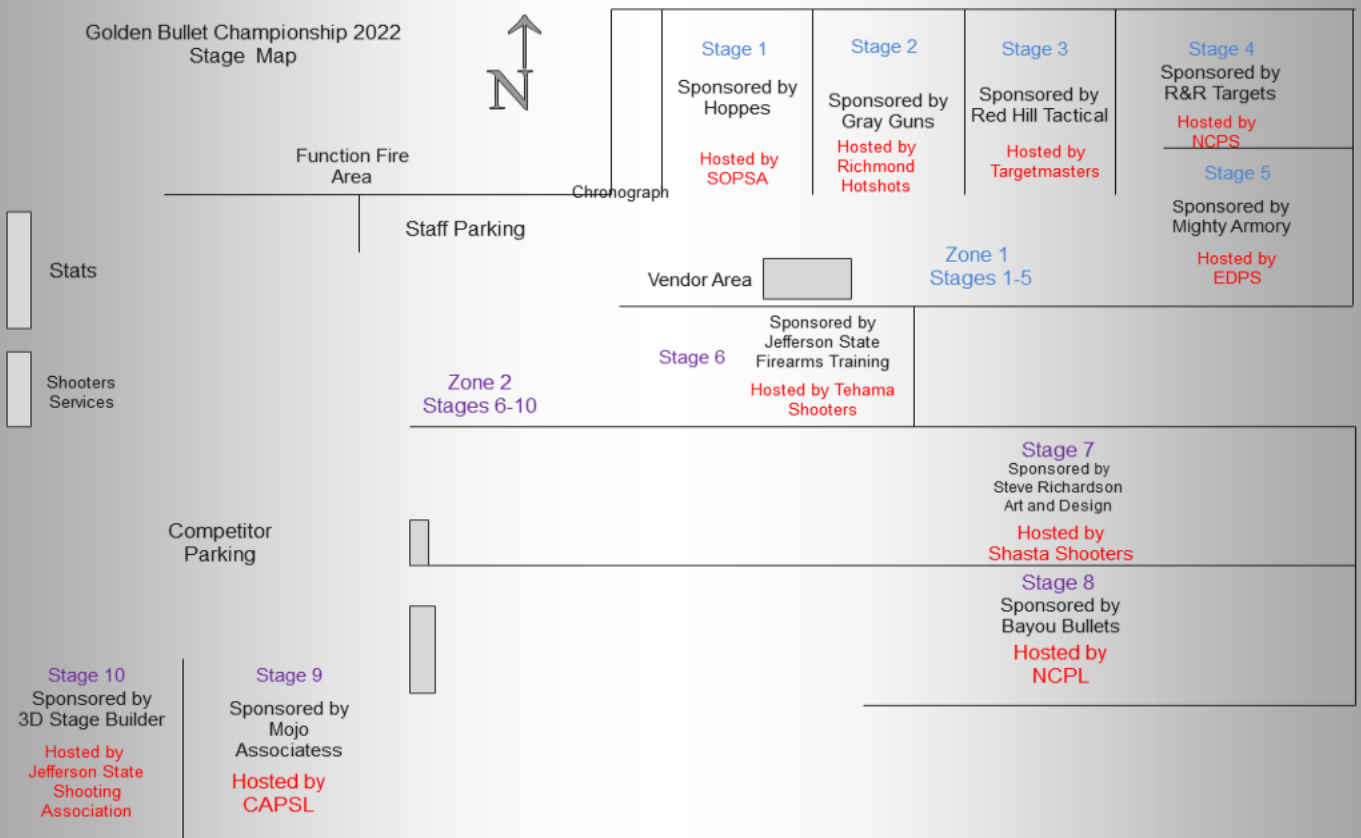 Golden Bullet Championship 2022
Stage Map
N
Function Fire
Area
Chronograph
Staff Parking
Stats
Shooters
Services
Stage 1
Sponsored by
Hoppes
Hosted by
SOPSA
Stage 2
Sponsored by
Gray Guns
Hosted by
Richmond
Hotshots
Stage 3
Sponsored by
Red Hill Tactical
Hosted by
Targetmasters
Stage 4
Sponsored by
R&R Targets
Hosted by
NCPS
Stage 5
Sponsored by
Mighty Armory
Hosted by
EDPS
Zone 1
Stages 1-5
Vendor Area
Stage 6
Sponsored by
Jefferson State
Firearms Training
Hosted by Tehama
Shooters
Zone 2
Stages 6-10
Stage 7
Sponsored by
Steve Richardson
Art and Design
Hosted by
Shasta Shooters
Competitor
Parking
Stage 8
Sponsored by
Bayou Bullets
Hosted by
NCPL
Stage 10
Sponsored by
3D Stage Builder
Hosted by
Jefferson State
Shooting
Association
Stage 9
Sponsored by
Mojo
Associatess
Hosted by
CAPSL